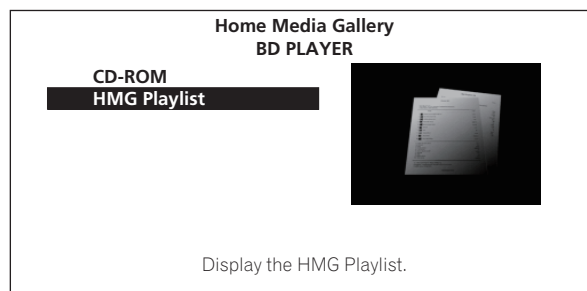 Home Media Gallery
BD PLAYER
CD-ROM
HMG Playlist
Display the HMG Playlist.